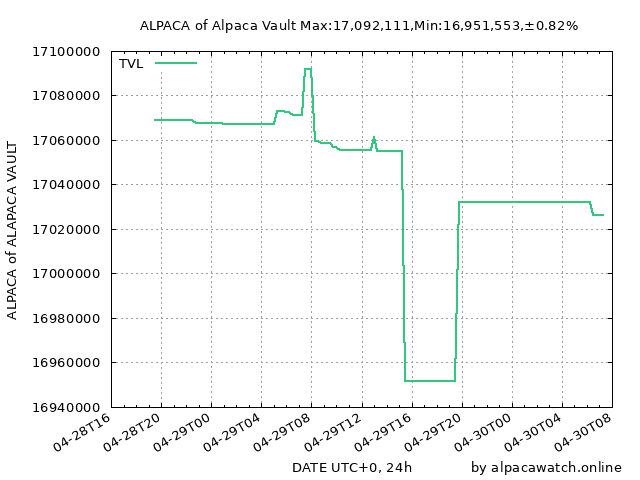 ALPACA of Alpaca Vault Max:17,092,111,Min:16,951,553,±0.82%
TVL
ALPACA of ALAPACA VAULT
17100000
17080000
17060000
17040000
17020000
17000000
16980000
16960000
16940000
04-28T16
04-28T20
04-29T00
04-29T04
04-29T08
04-29T12
04-29T16
04-29T20
04-30T00
04-30T04
04-30T08
DATE UTC+0, 24h
by alpacawatch.online